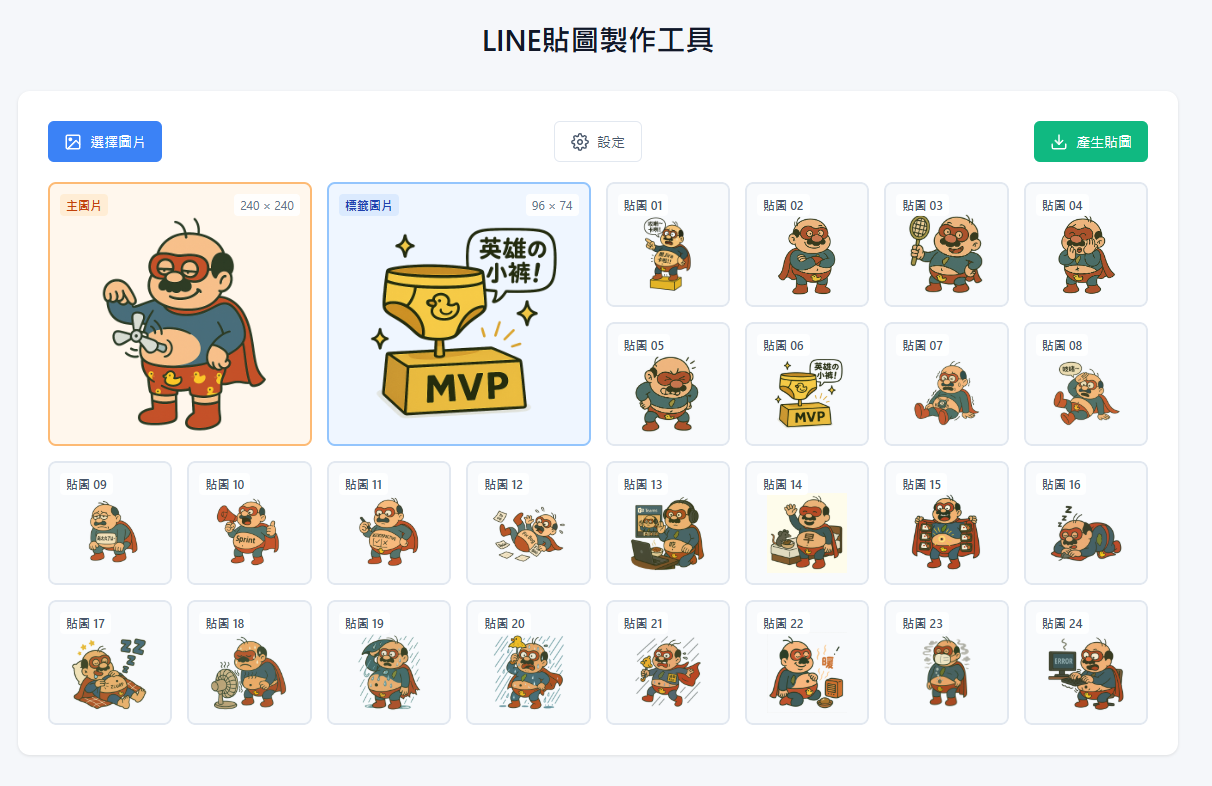 LINE貼圖製作工具
選擇圖片
設定
產生貼圖
主圖片
240 × 240
標籤圖片
96 × 74
英雄の
小褲!
MVP
貼圖 01
貼圖 02
貼圖 03
貼圖 04
貼圖 05
貼圖 06
英雄の
小褲!
MVP
貼圖 07
貼圖 08
貼圖 09
貼圖 10
Sprint
貼圖 11
貼圖 12
貼圖 13
貼圖 14
早
貼圖 15
貼圖 16
z
z
z
貼圖 17
ZZ
Z
Z
貼圖 18
貼圖 19
貼圖 20
貼圖 21
貼圖 22
暖
貼圖 23
貼圖 24
ERROR